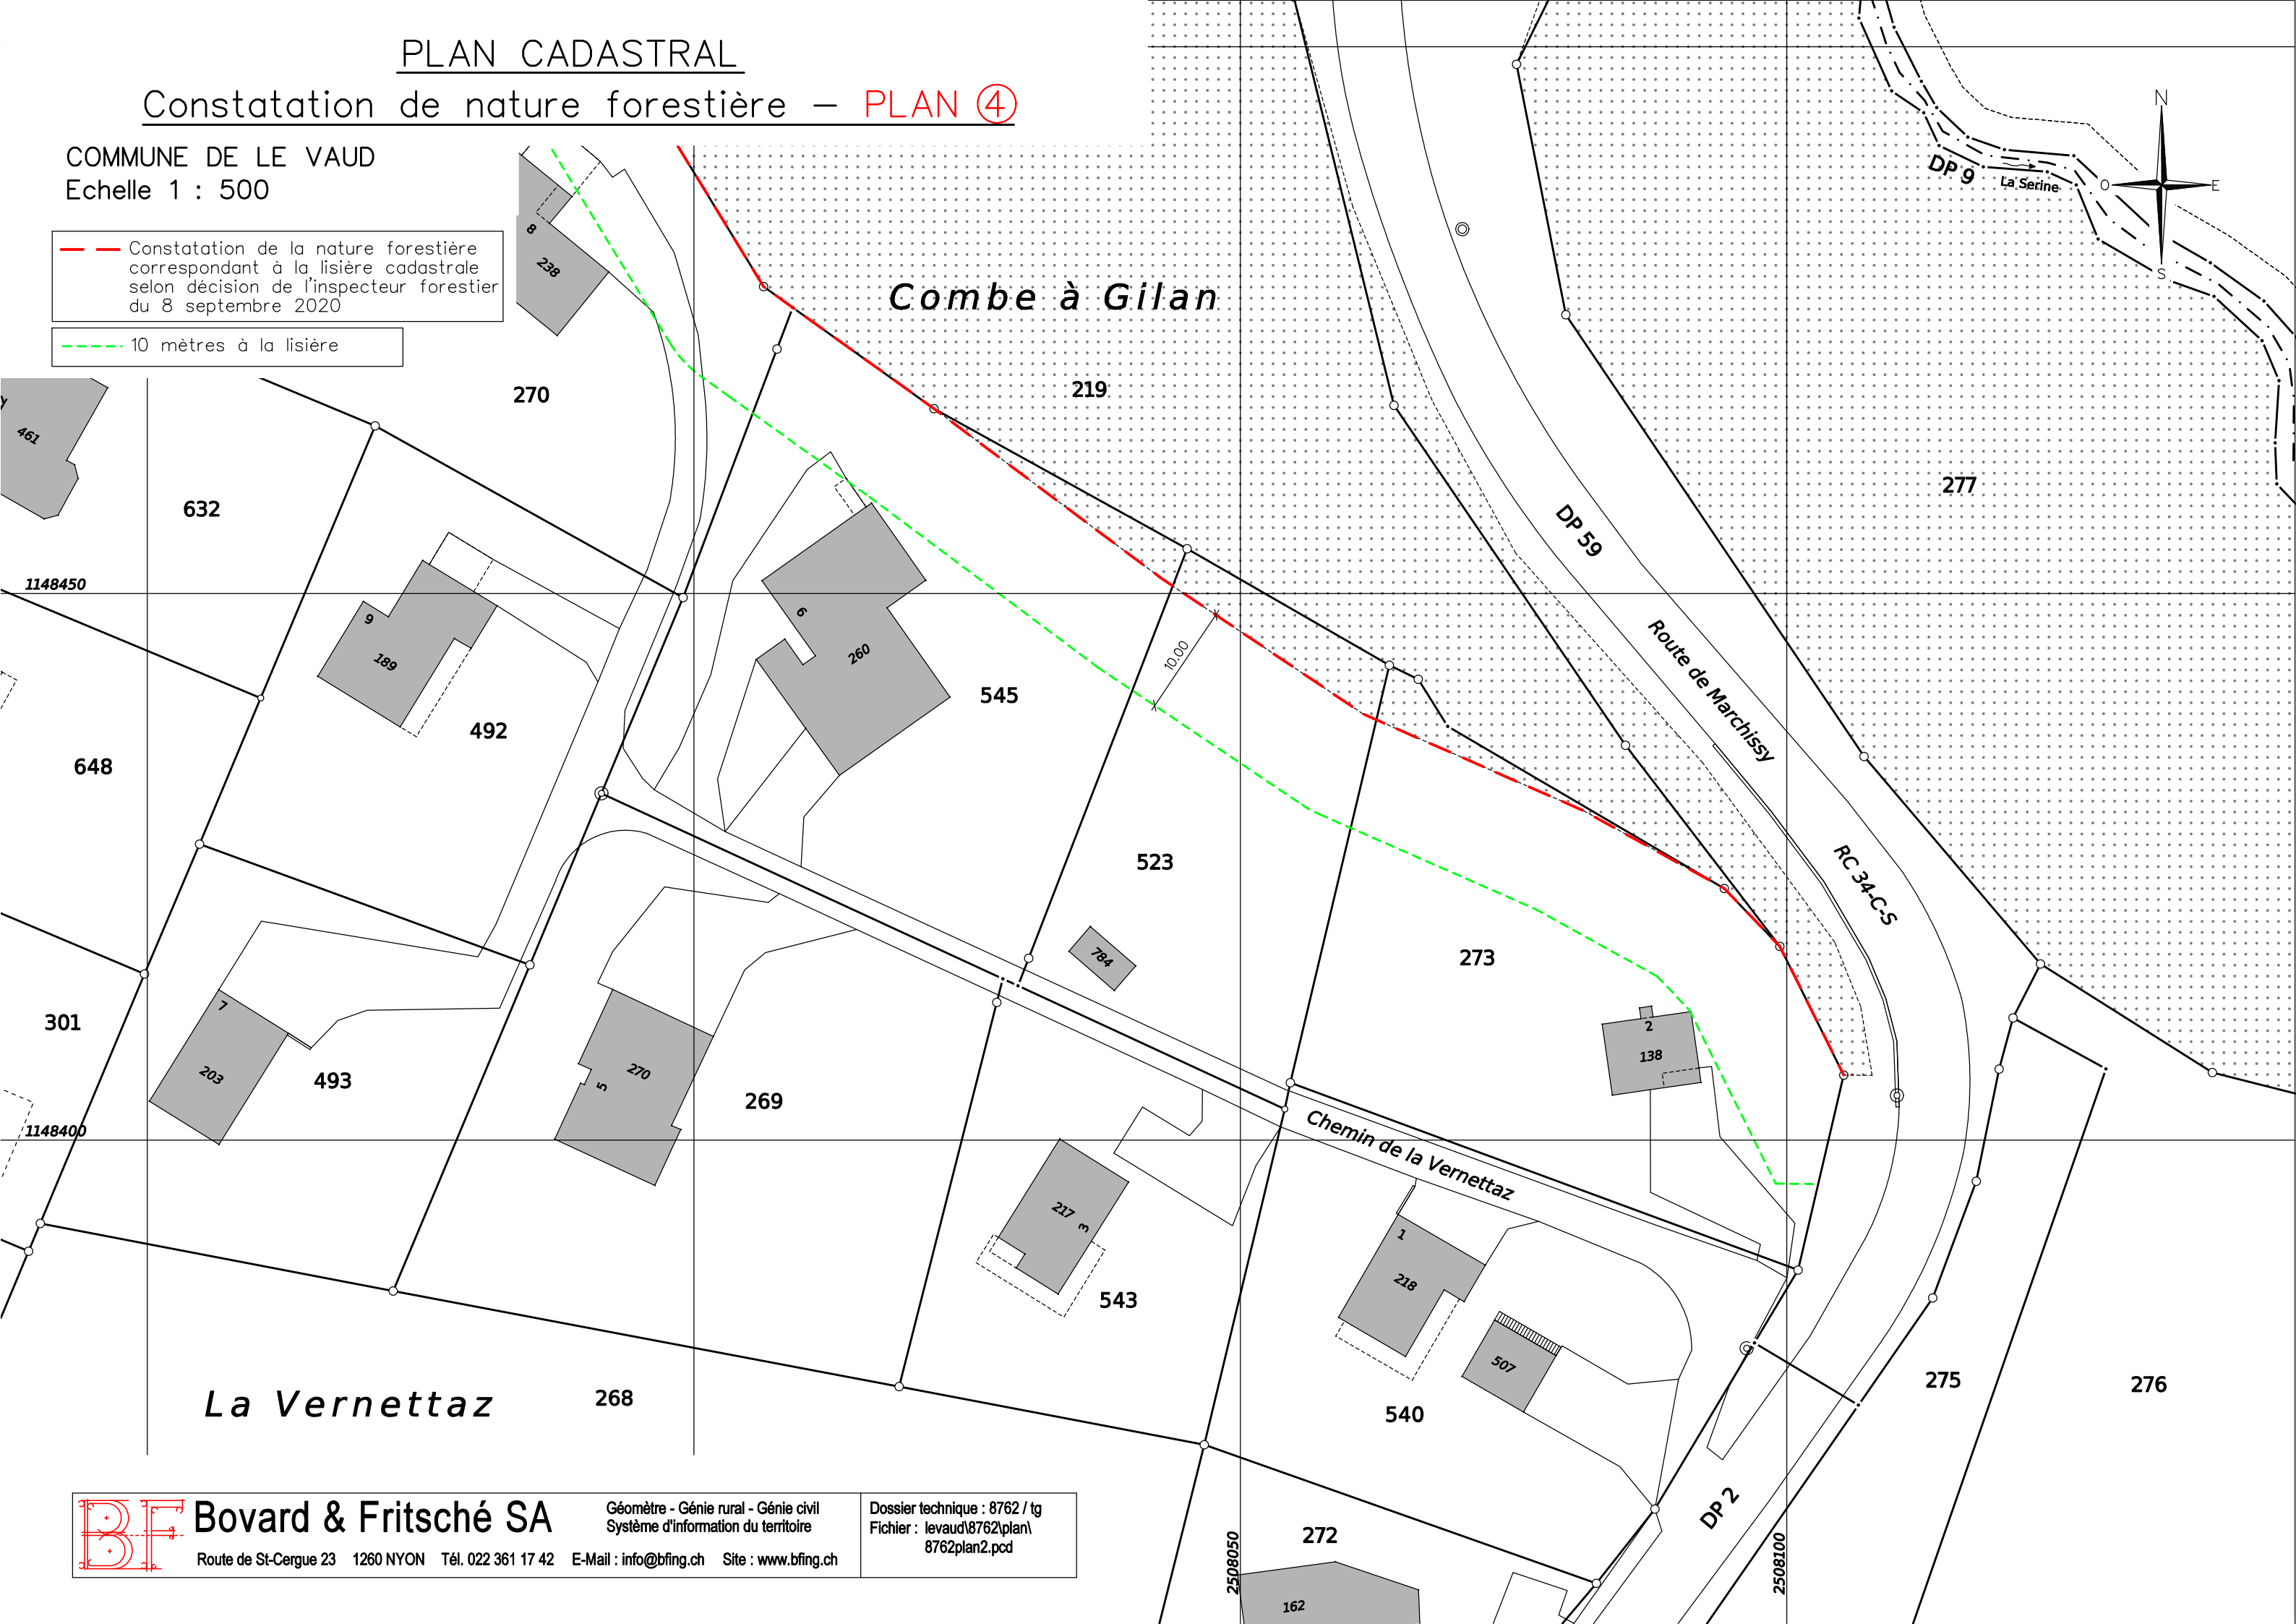 PLAN CADASTRAL
Constatation de nature forestière – PLAN ④
COMMUNE DE LE VAUD
Echelle 1 : 500
Constatation de la nature forestière
correspondant à la lisière cadastrale
selon décision de l'inspecteur forestier
du 8 septembre 2020
10 mètres à la lisière
N
O
E
S
DP 9
La Serine
8
238
Combe à Gilan
270
219
461
277
632
DP 59
1148450
9
189
6
260
10.00
Route de Marchissy
545
492
648
523
RC 34-C-S
784
273
301
7
203
493
270
5
269
2
138
1148400
Chemin de la Vernettaz
217
3
543
1
218
507
La Vernettaz
268
540
275
276
DP 2
272
162
2508050
2508100
BF
Bovard & Fritsché SA
Géomètre - Génie rural - Génie civil
Système d'information du territoire
Route de St-Cergue 23 1260 NYON Tél. 022 361 17 42 E-Mail : info@bfing.ch Site : www.bfing.ch
Dossier technique : 8762 / tg
Fichier : levaud\8762\plan\
8762plan2.pcd